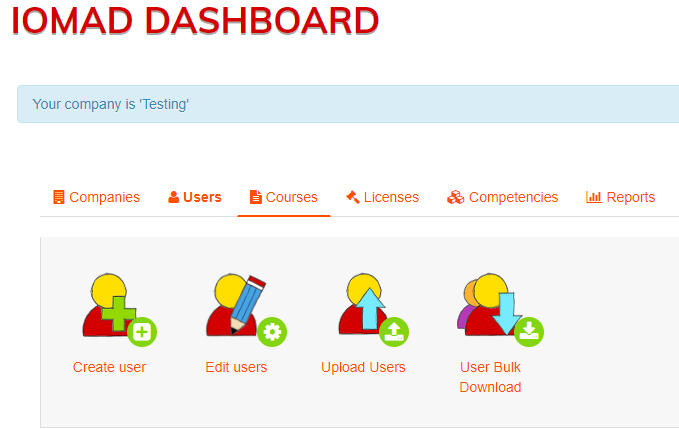 IOMAD DASHBOARD
Your company is 'Testing'
Companies Users Courses Licenses Competencies Reports
Create user Edit users Upload Users User Bulk
Download